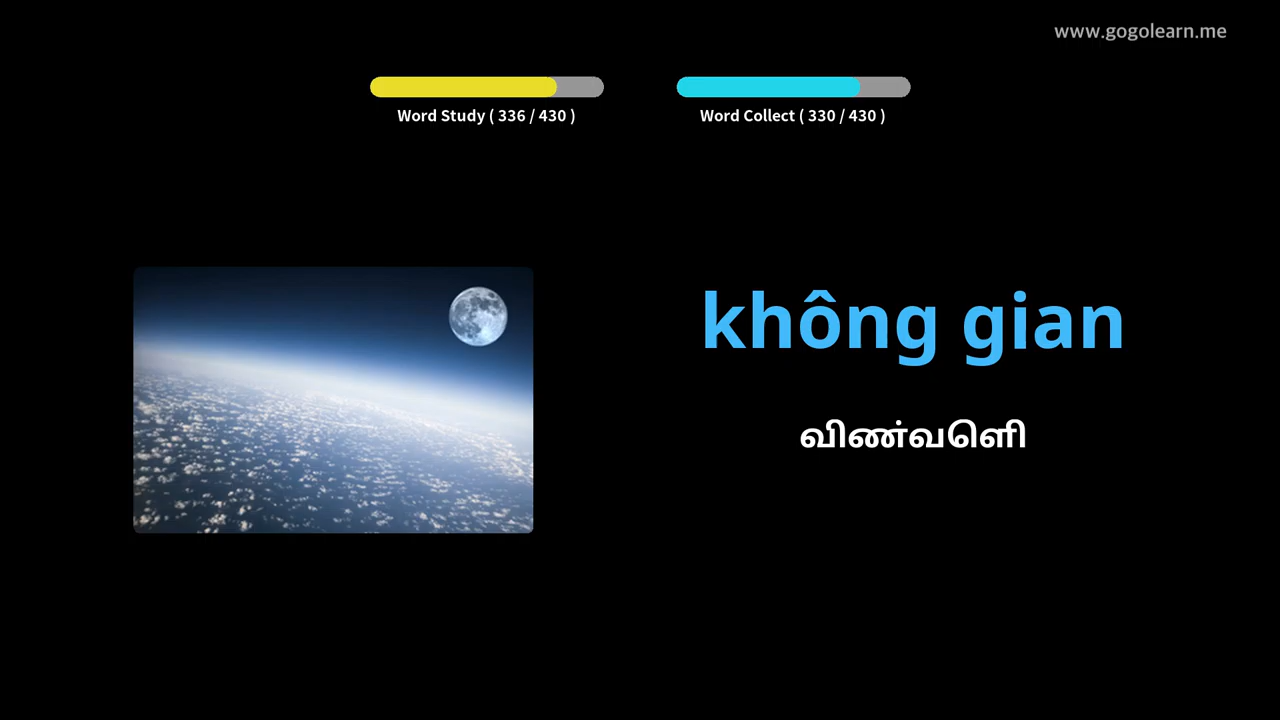 www.gogolearn.me
Word Study ( 336 / 430 )
Word Collect ( 330 / 430 )
không gian
விண்வெளி